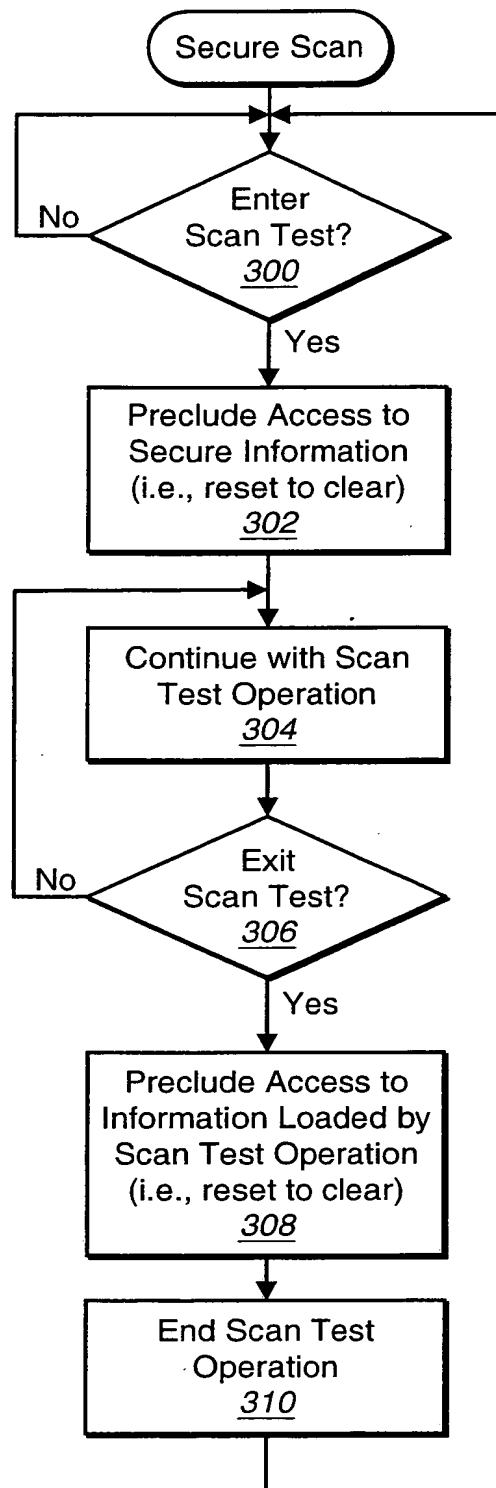 Secure Scan
Enter
Scan Test?
300
No
Yes
Preclude Access to
Secure Information
(i.e., reset to clear)
302
Continue with Scan
Test Operation
304
Exit
Scan Test?
306
No
Yes
Preclude Access to
Information Loaded by
Scan Test Operation
(i.e., reset to clear)
308
End Scan Test
Operation
310